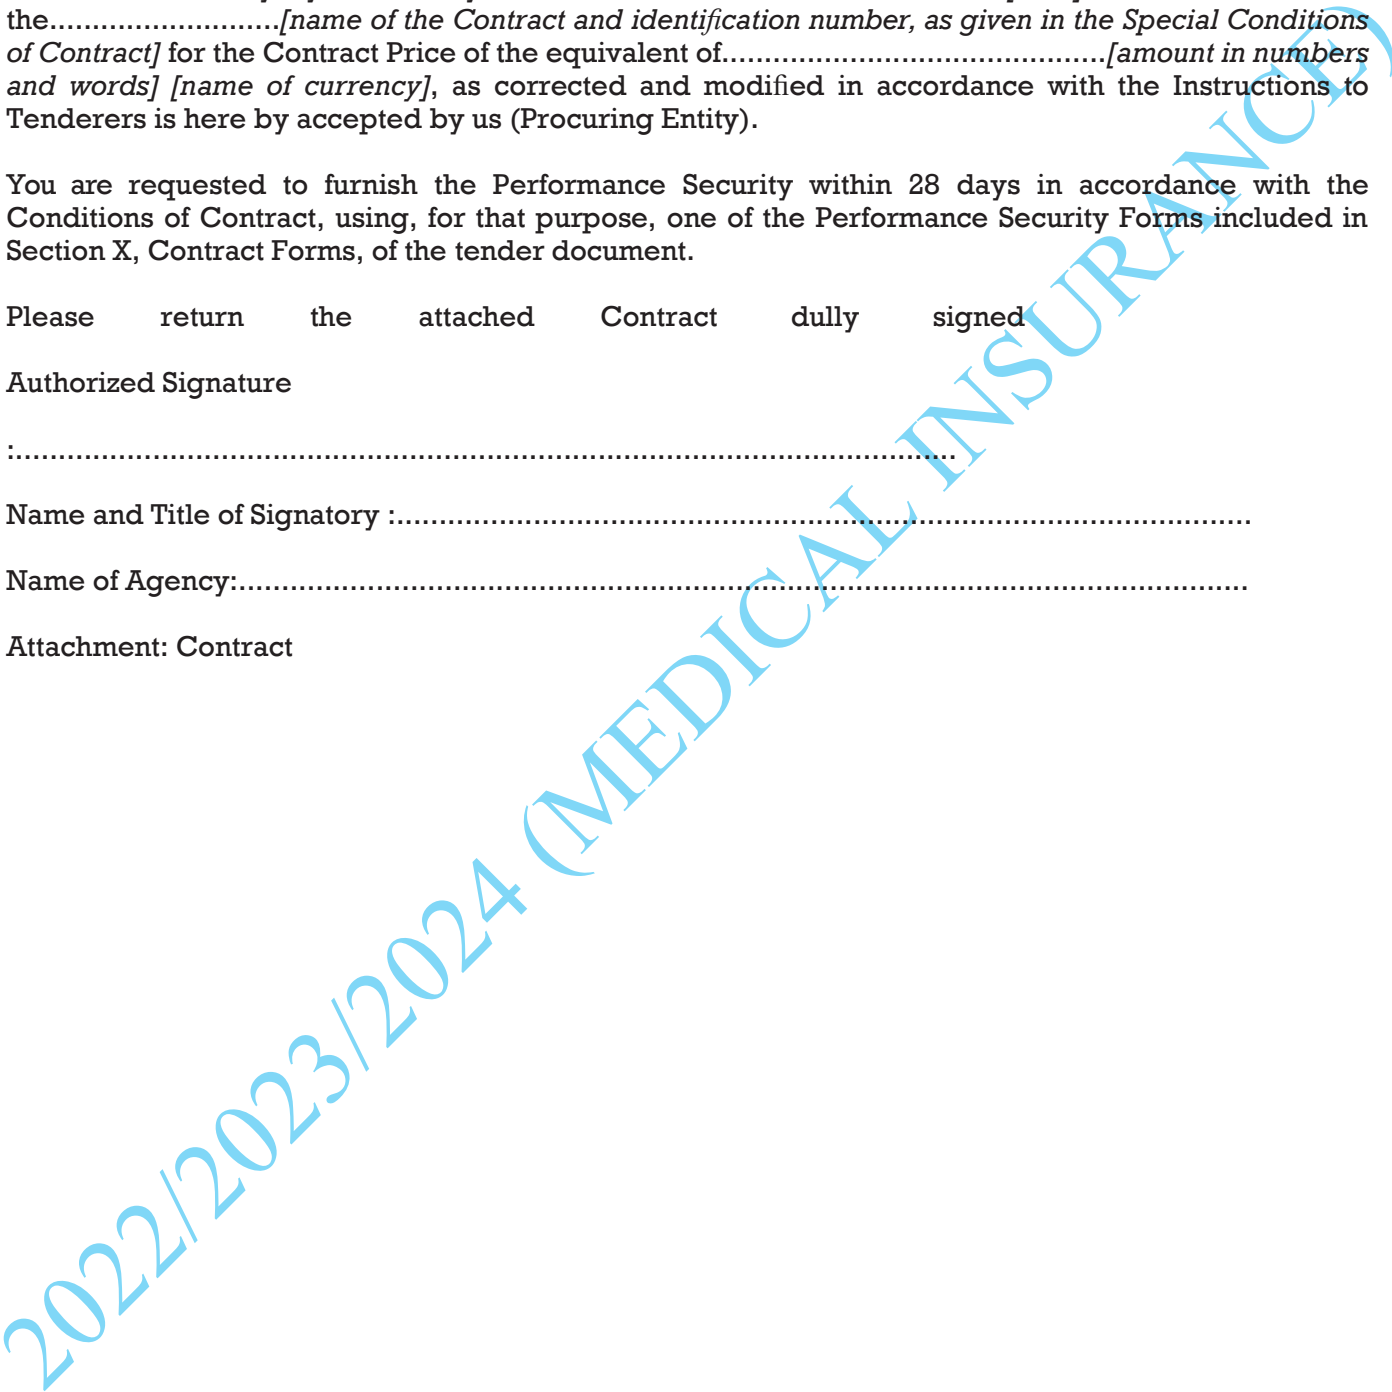 the...........................[name of the Contract and identification number, as given in the Special Conditions
of Contract] for the Contract Price of the equivalent of.............................................[amount in numbers
and words] [name of currency], as corrected and modified in accordance with the Instructions to
Tenderers is here by accepted by us (Procuring Entity).
You are requested to furnish the Performance Security within 28 days in accordance with the
Conditions of Contract, using, for that purpose, one of the Performance Security Forms included in
Section X, Contract Forms, of the tender document.
Please return the attached Contract dully signed
Authorized Signature
:..............................................................................................................
Name and Title of Signatory :....................................................................................................
Name of Agency:......................................................................................................................
Attachment: Contract
2022/2023/2024 (MEDICAL INSURANCE)